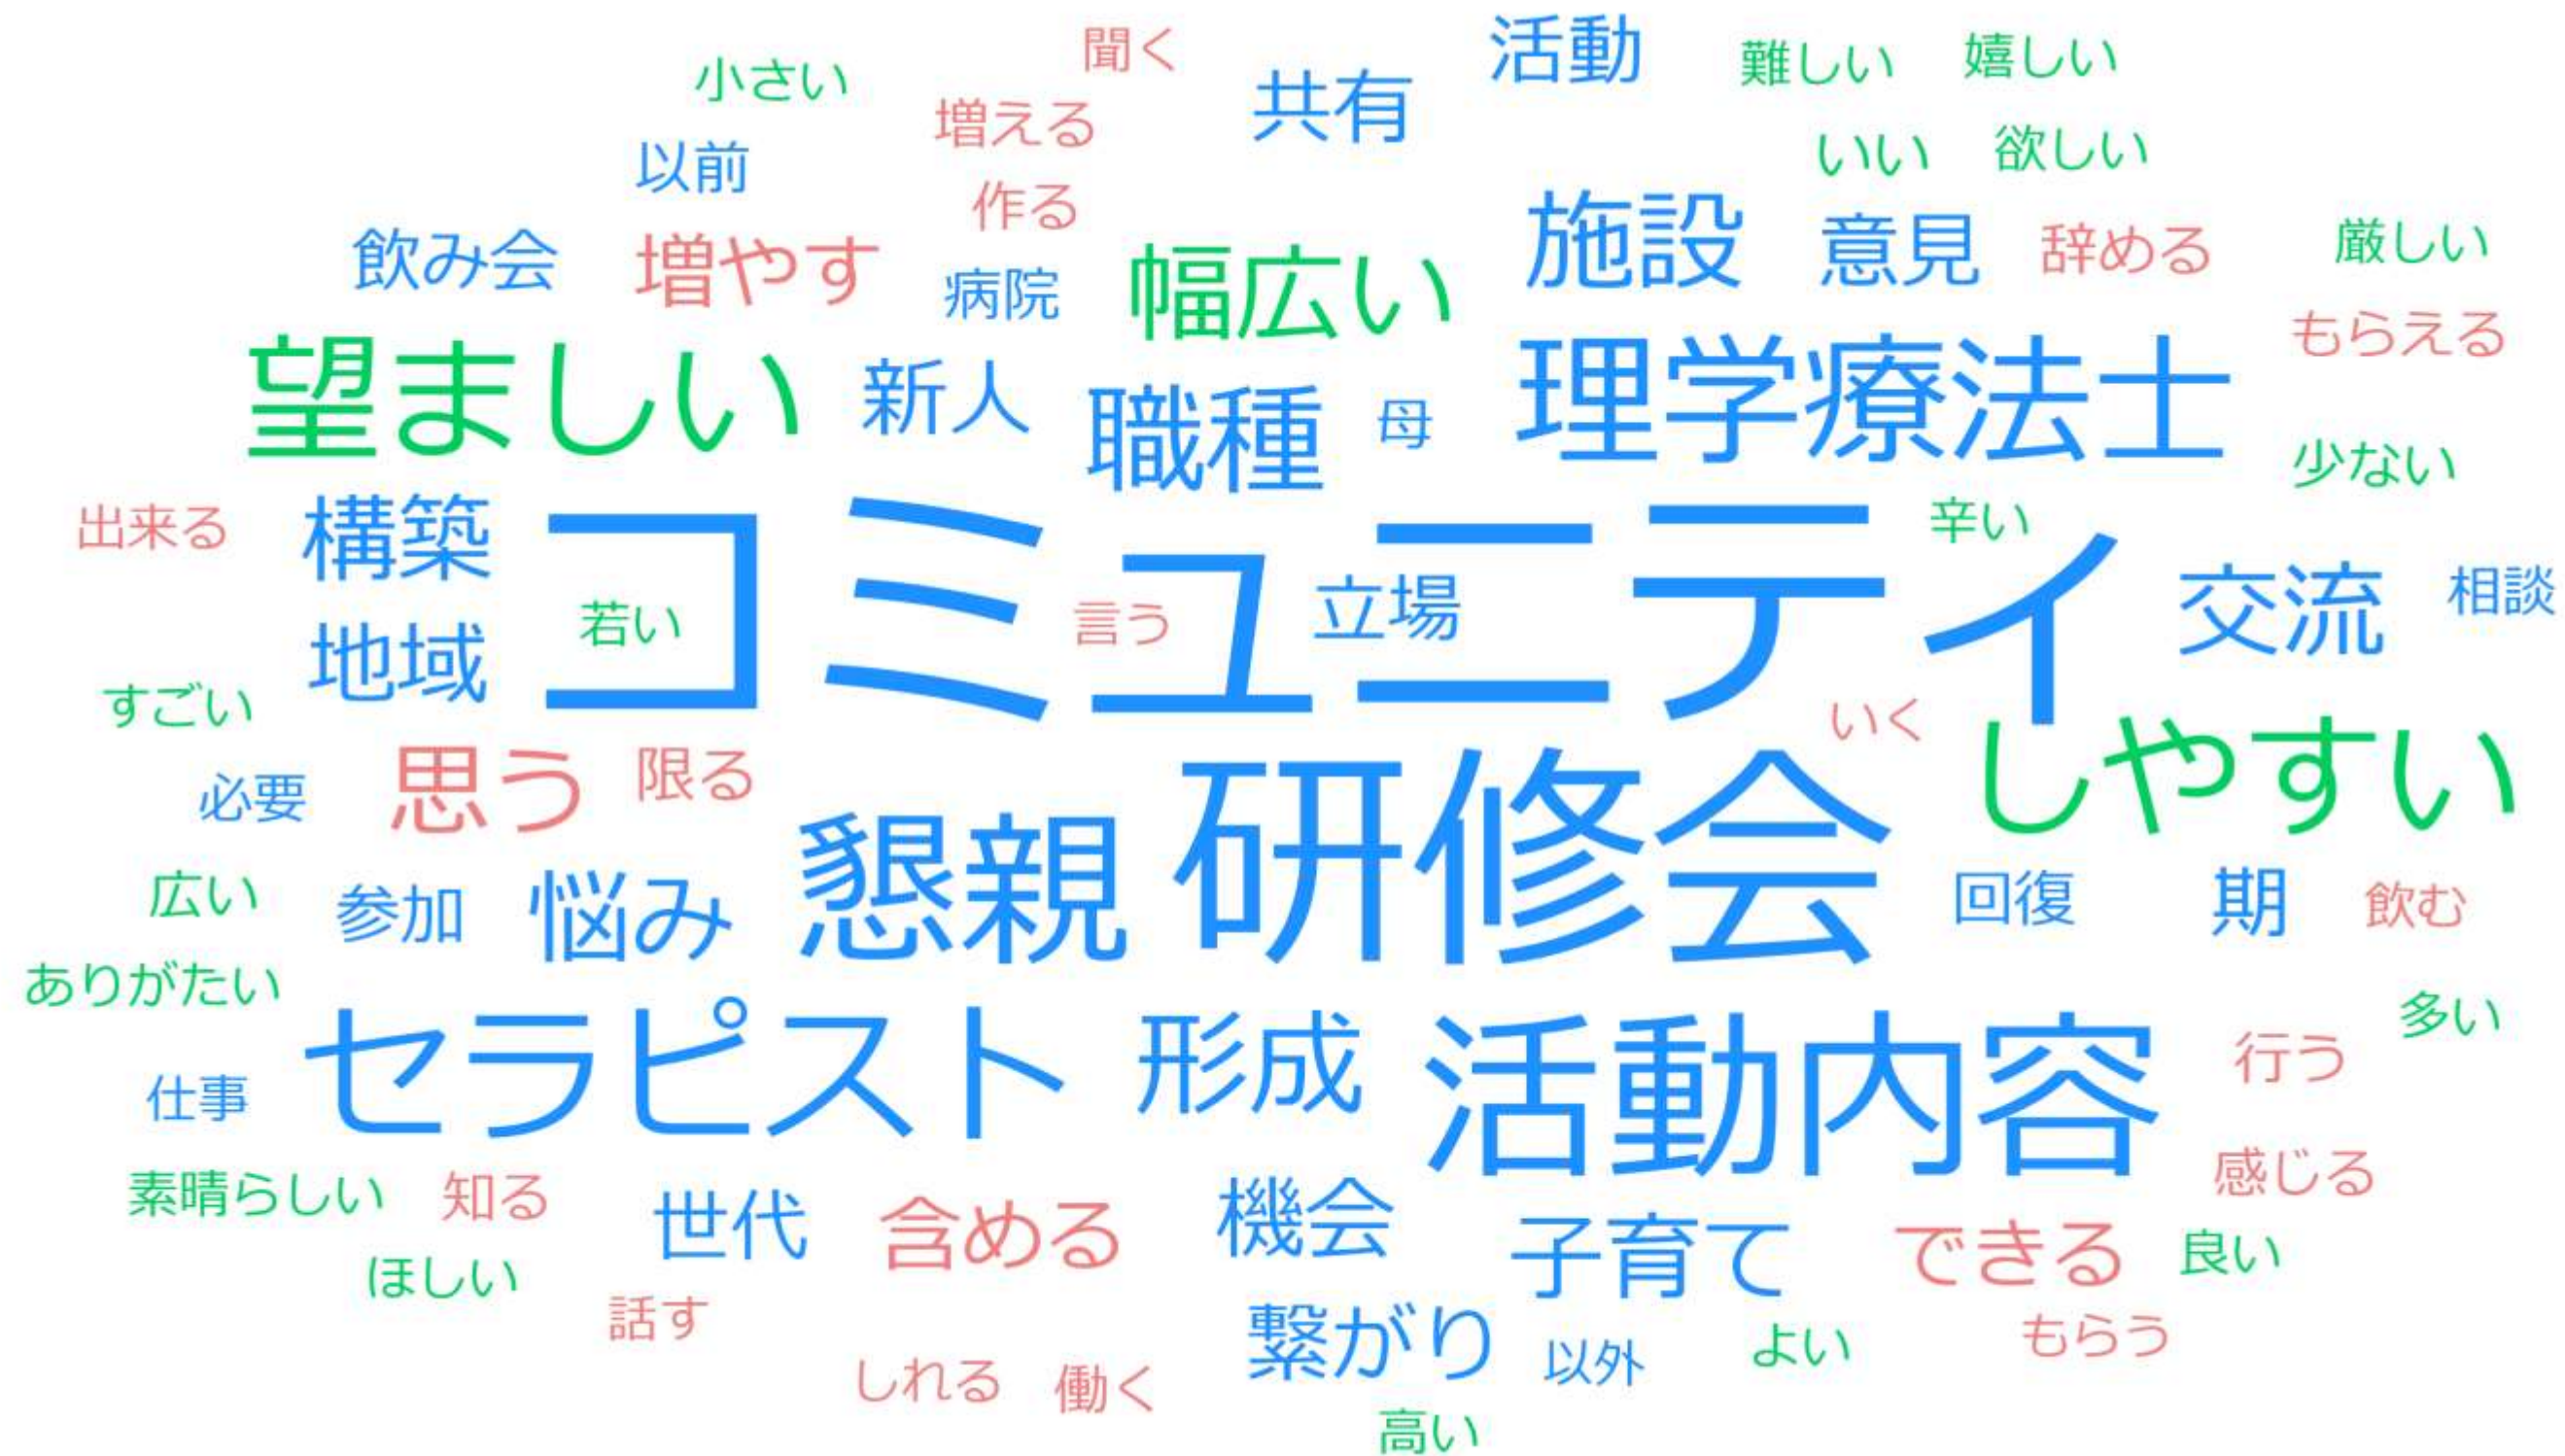 活動
聞く
難しい
嬉しい
小さい
共有
増える
以前
いい
欲しい
作る
施設
意見
辞める
厳しい
飲み会
増やす
病院
幅広い
もらえる
望ましい
新人
職種
母
理学療法士
少ない
出来る
構築
コミュニテイ
辛い
交流
相談
地域
若い
言う
立場
すごい
いく
しやすい
必要
思う
限る
懇親
研修会
広い
参加
悩み
回復
期
飲む
ありがたい
セラピスト
形成
活動内容
多い
仕事
行う
素晴らしい
知る
世代
含める
機会
子育て
できる
感じる
良い
ほしい
話す
繋がり
以外
よい
もらう
しれる
働く
高い